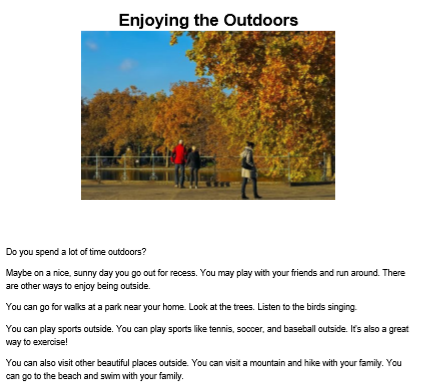 Enjoying the Outdoors
Do you spend a lot of time outdoors?
Maybe on a nice, sunny day you go out for recess. You may play with your friends and run around. There
are other ways to enjoy being outside.
You can go for walks at a park near your home. Look at the trees. Listen to the birds singing.
You can play sports outside. You can play sports like tennis, soccer, and baseball outside. It's also a great
way to exercise!
You can also visit other beautiful places outside. You can visit a mountain and hike with your family. You
can go to the beach and swim with your family.